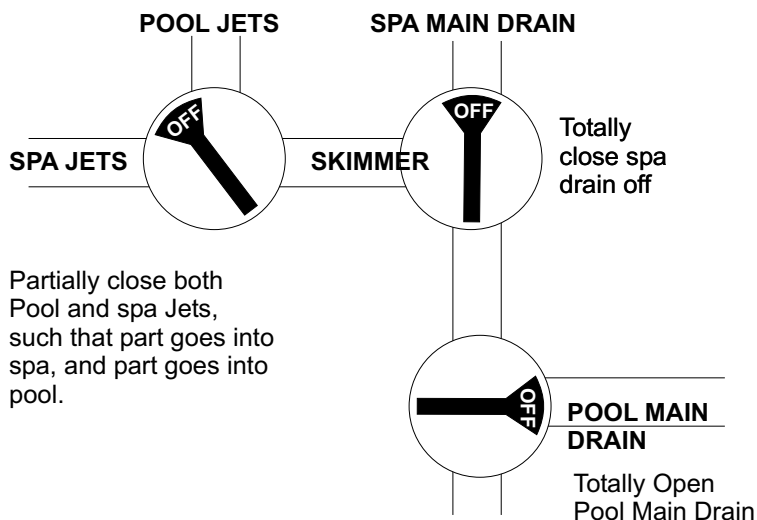 POOL JETS
SPA MAIN DRAIN
OFF
OFF
SPA JETS
SKIMMER
Totally
close spa
drain off
Partially close both
Pool and spa Jets,
such that part goes into
spa, and part goes into
pool.
OFF
POOL MAIN
DRAIN
Totally Open
Pool Main Drain